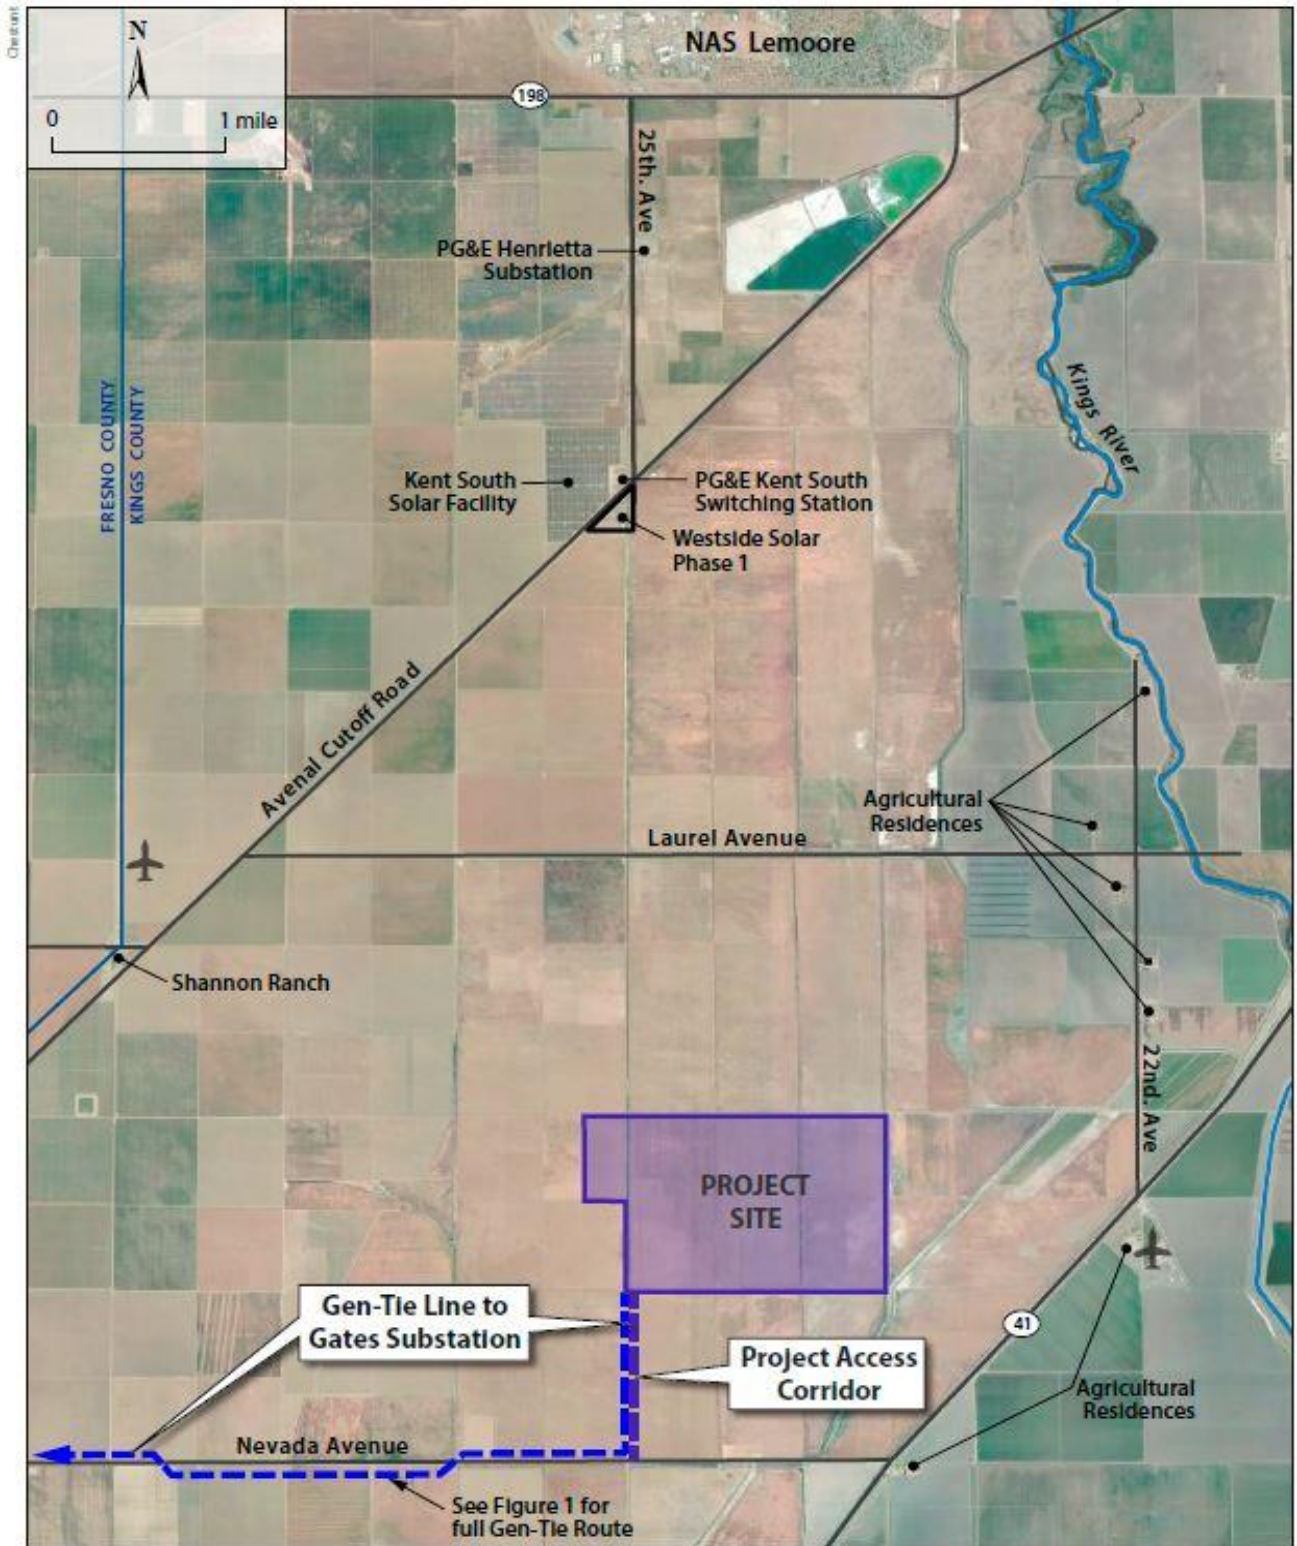 Chestnut
N
0 1 mile
NAS Lemoore
198
25th. Ave
PG&E Henrietta
Substation
Kings River
FRESNO COUNTY
KINGS COUNTY
Kent South
Solar Facility
PG&E Kent South
Switching Station
Westside Solar
Phase 1
Avenal Cutoff Road
Agricultural
Residences
Laurel Avenue
Shannon Ranch
22nd. Ave
PROJECT
SITE
Gen-Tie Line to
Gates Substation
41
Project Access
Corridor
Agricultural
Residences
Nevada Avenue
See Figure 1 for
full Gen-Tie Route